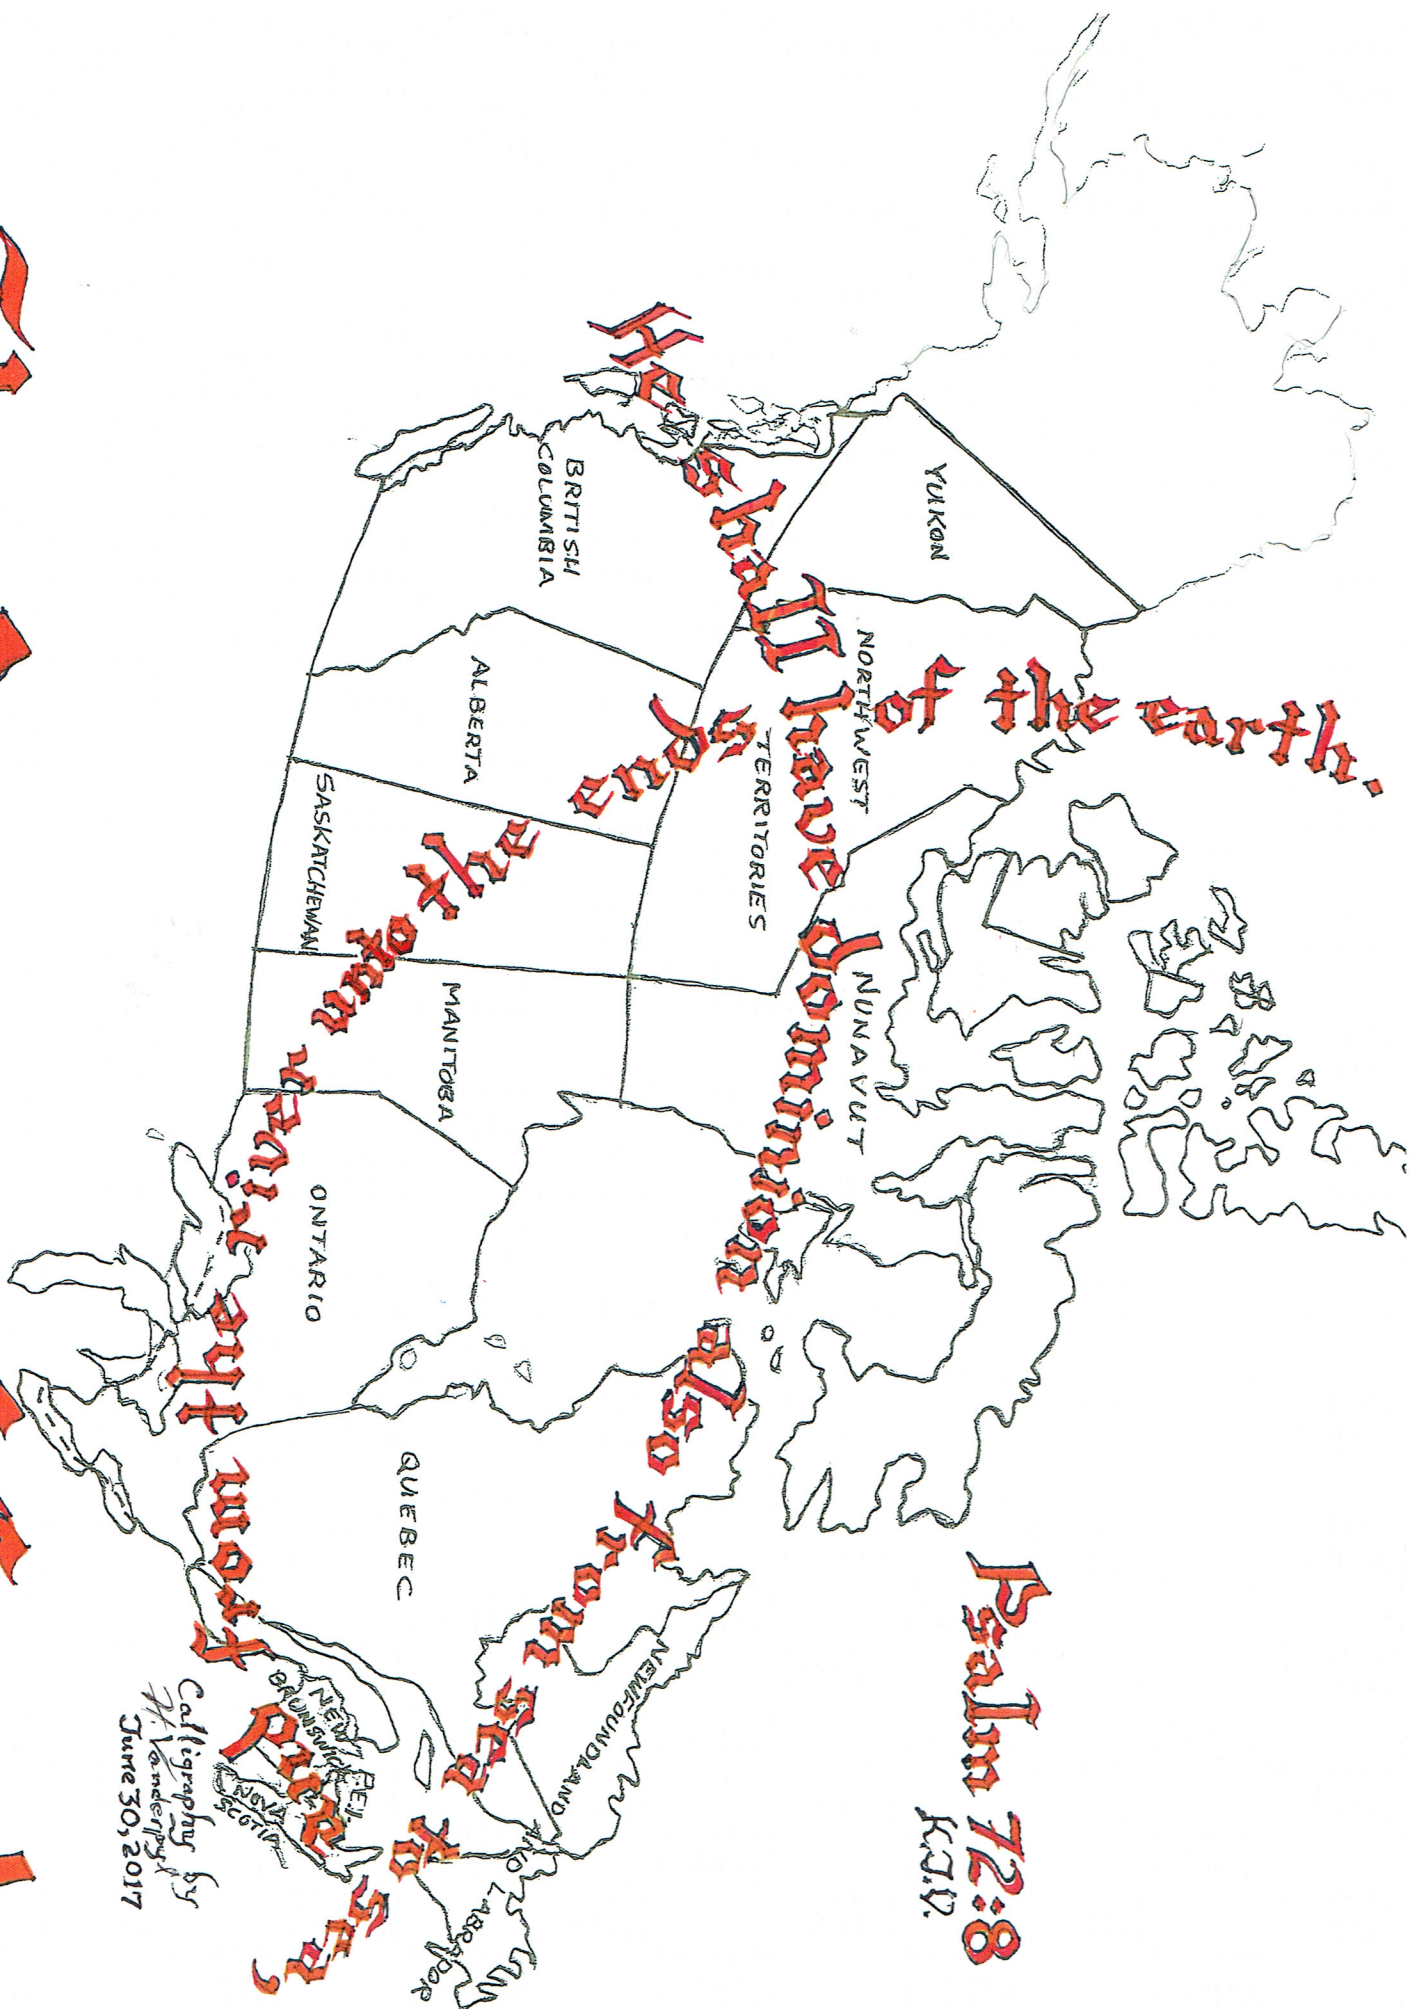 He shall have dominion also from sea to sea,
and from the river unto the ends of the earth.
Psalm 72:8
K.J.V.
YUKON
NORTHWEST
TERRITORIES
NUNAVUT
BRITISH
COLUMBIA
ALBERTA
SASKATCHEWAN
MANITOBA
ONTARIO
QUEBEC
NEWFOUNDLAND
LABRADOR
NEW
BRUNSWICK
P.E.I.
NOVA
SCOTIA
Calligraphy by
June 30, 2017